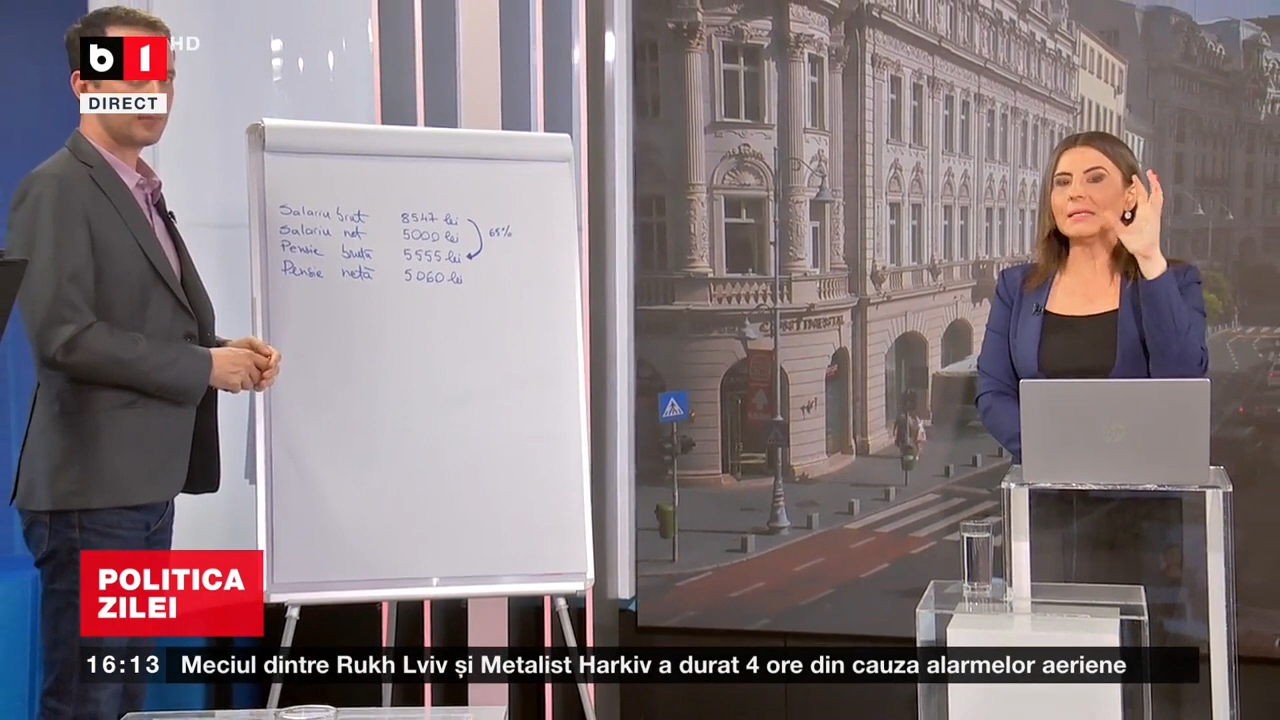 b1 HD
DIRECT
Salariu brut 8547 lei
Salariu net 5000 lei
65%
Pensie brută 5555 lei
Pensie netă 5060 lei
POLITICA
ZILEI
16:13 Meciul dintre Rukh Lviv și Metalist Harkiv a durat 4 ore din cauza alarmelor aeriene